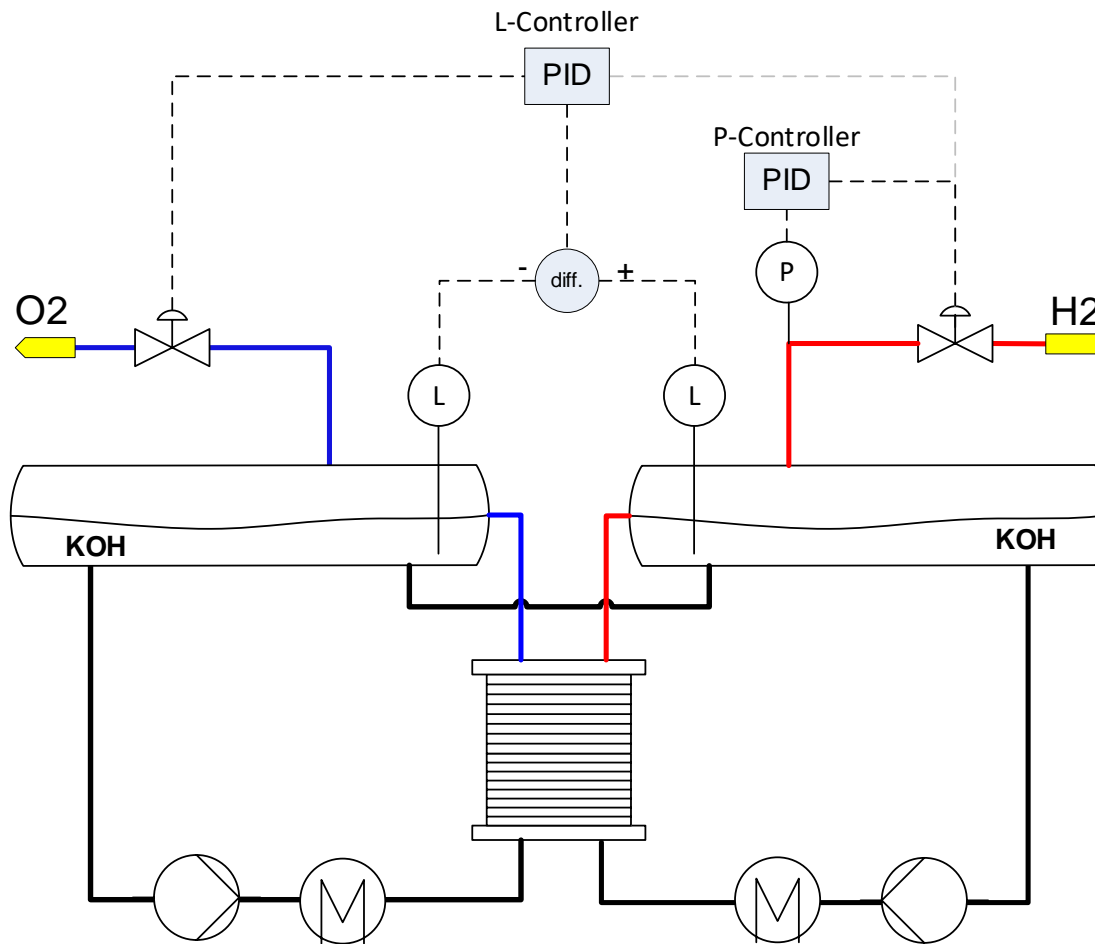 L-Controller
PID
P-Controller
PID
- diff. +
P
O2
H2
L
L
KOH
KOH